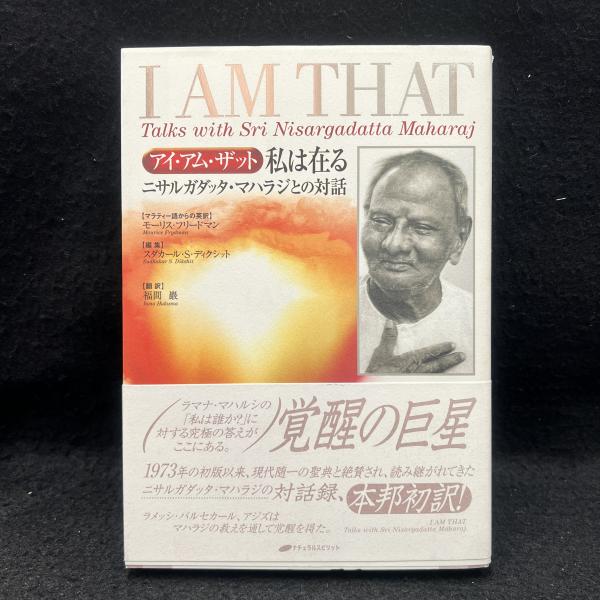 I AM THAT
Talks with Sri Nisargadatta Maharaj
アイ・アム・ザット 私は在る
ニサルガダッタ・マハラジとの対話
【マラティー語からの英訳】
モーリス・フリードマン
Maurice Frydman
【編集】
スダカール・S・ディクシット
Sudhakar S. Dikshit
【翻訳】
福間 巖
Iwao Hukuma
ラマナ・マハルシの
「私は誰か?」に
対する究極の答えが
ここにある。
覚醒の巨星
1973年の初版以来、現代随一の聖典と絶賛され、読み継がれてきた
ニサルガダッタ・マハラジの対話録、本邦初訳!
I AM THAT
Talks with Sri Nisargadatta Maharaj.
ラメッシ・バルセカール、アジズは
マハラジの教えを通して覚醒を得た。
ナチュラルスピリット